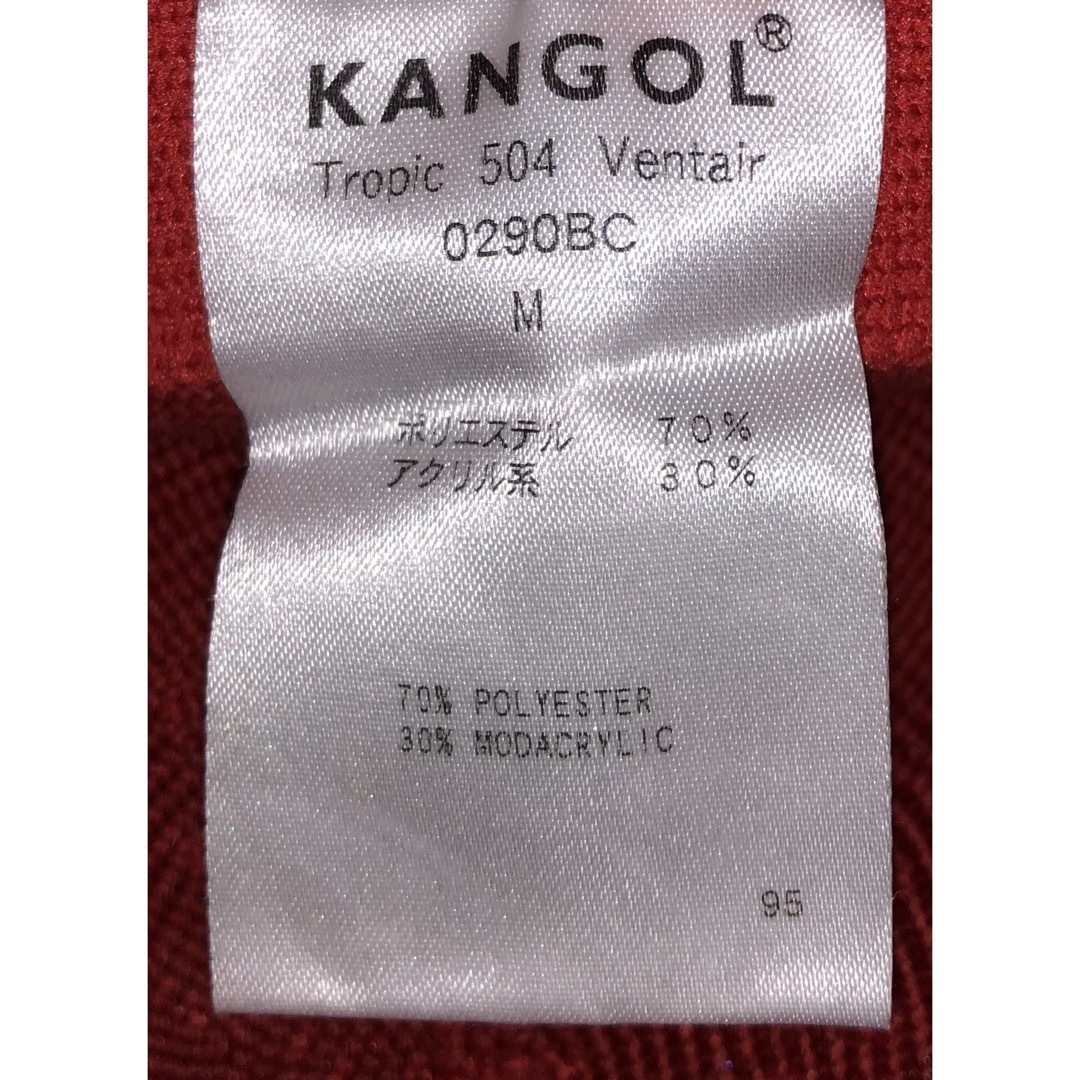 KANGOL®
Tropic 504 Ventair
0290BC
M
ポリエステル 70%
アクリル系 30%
70% POLYESTER
30% MODACRYLIC
95